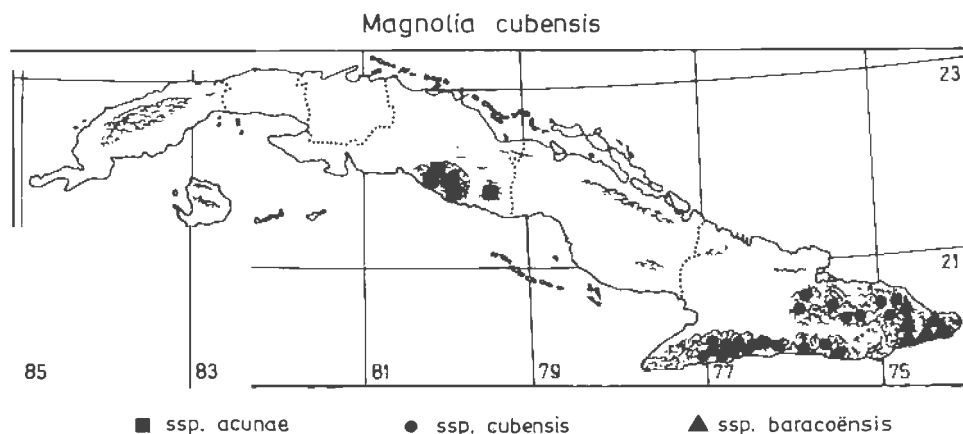 Magnolia cubensis
23
21
85 83 81 79 77 75
ssp. acunae ssp. cubensis ssp. baracoënsis